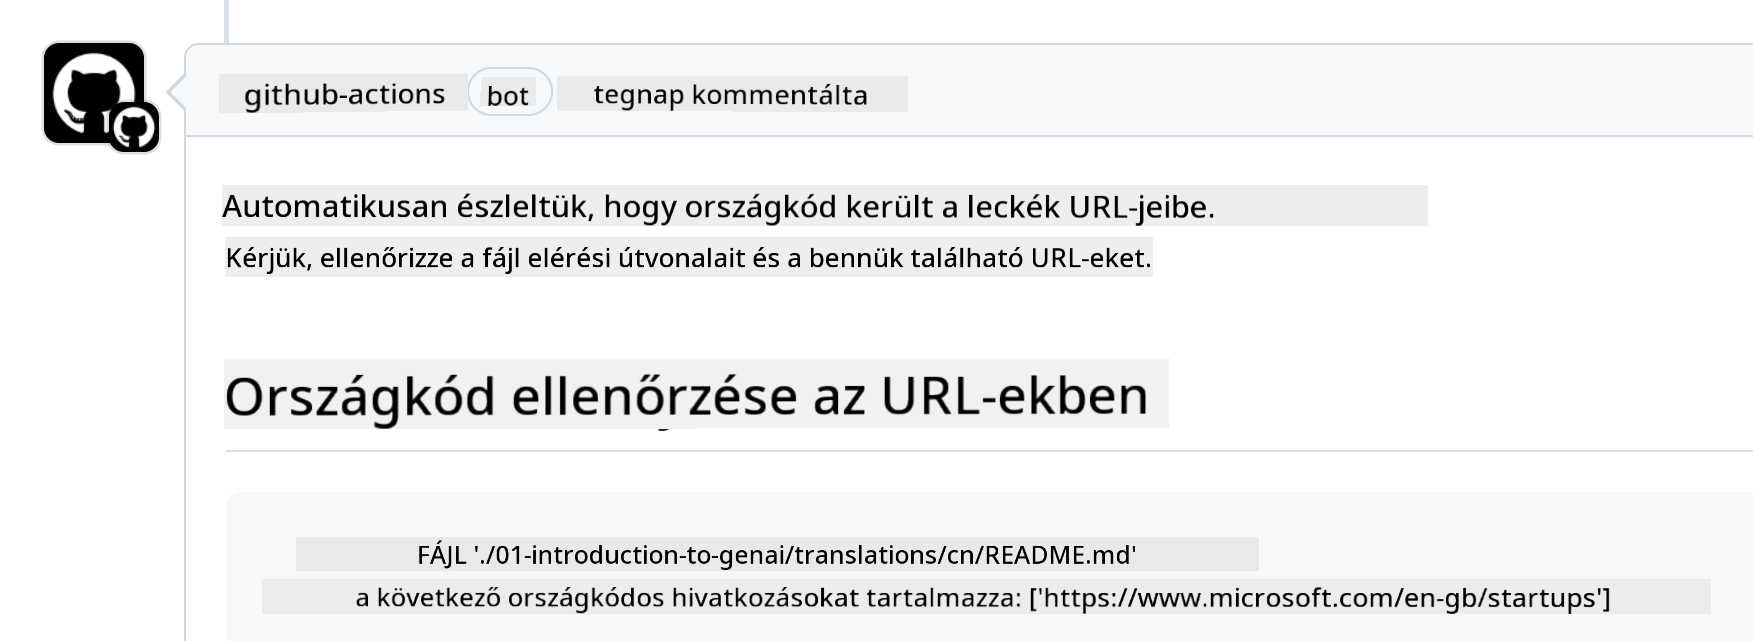 github-actions bot tegnap kommentálta
Automatikusan észleltük, hogy országkód került a leckék URL-jeibe.
Kérjük, ellenőrizze a fájl elérési útvonalait és a bennük található URL-eket.
Országkód ellenőrzése az URL-ekben
FÁJL './01-introduction-to-genai/translations/cn/README.md'
a következő országkódos hivatkozásokat tartalmazza: ['https://www.microsoft.com/en-gb/startups']